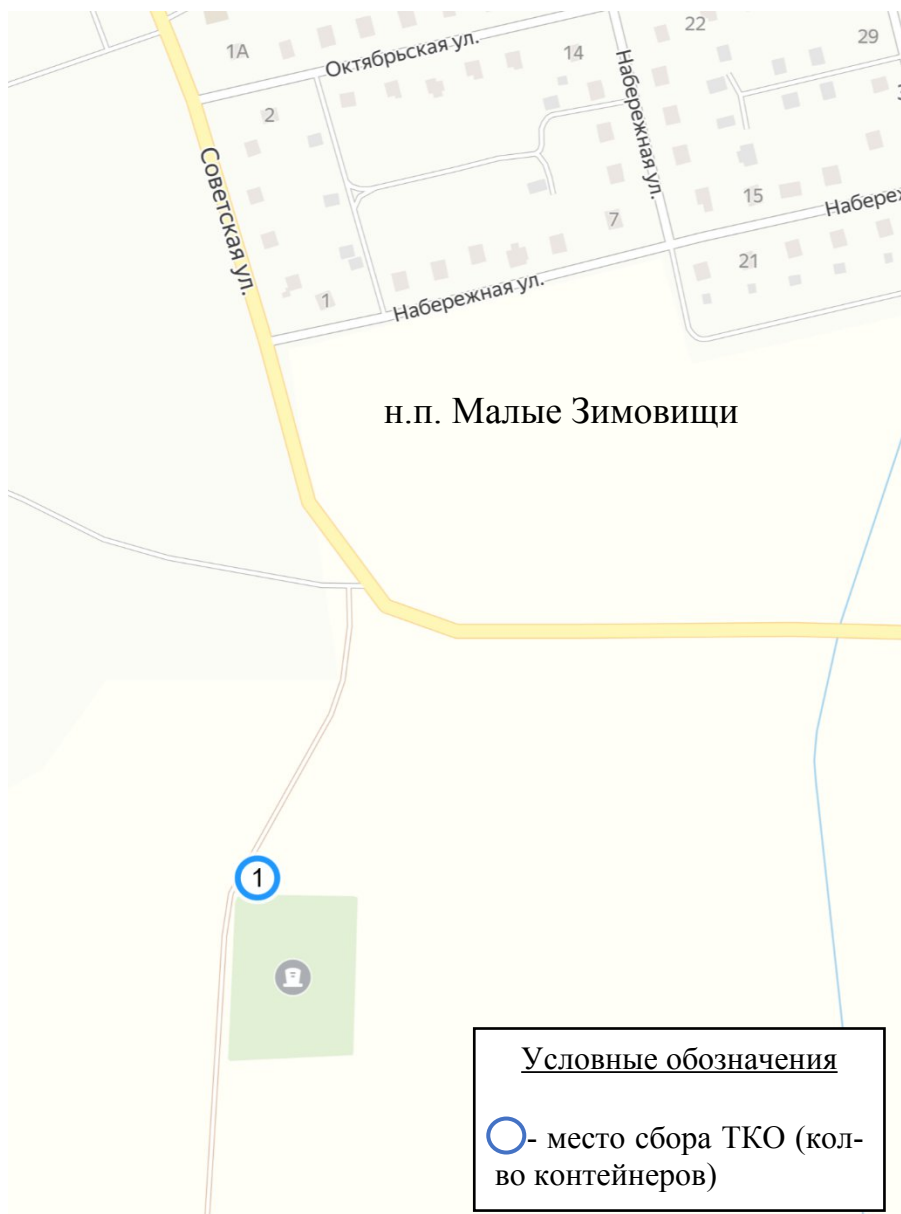 22
1А
Октябрьская ул.
14
29
2
Набережная ул.
Советская ул.
15
Набереж
7
21
1
Набережная ул.
н.п. Малые Зимовищи
1
Условные обозначения
- место сбора ТКО (кол-
во контейнеров)